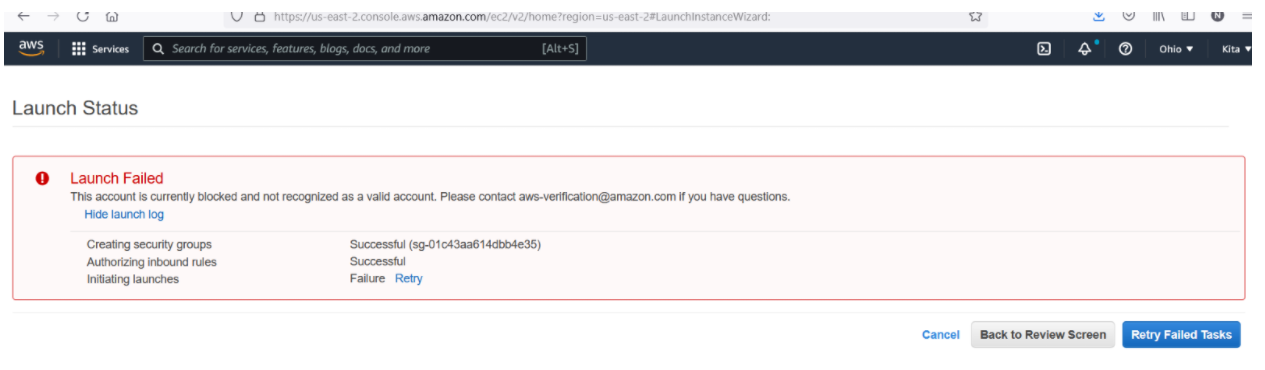 https://us-east-2.console.aws.amazon.com/ec2/v2/home?region=us-east-2#LaunchInstanceWizard:
N
aws Services Search for services, features, blogs, docs, and more [Alt+S] Ohio ▼ Kita ▼
Launch Status
Launch Failed
This account is currently blocked and not recognized as a valid account. Please contact aws-verification@amazon.com if you have questions.
Hide launch log
Creating security groups Successful (sg-01c43aa614dbb4e35)
Authorizing inbound rules Successful
Initiating launches Failure Retry
Cancel Back to Review Screen Retry Failed Tasks